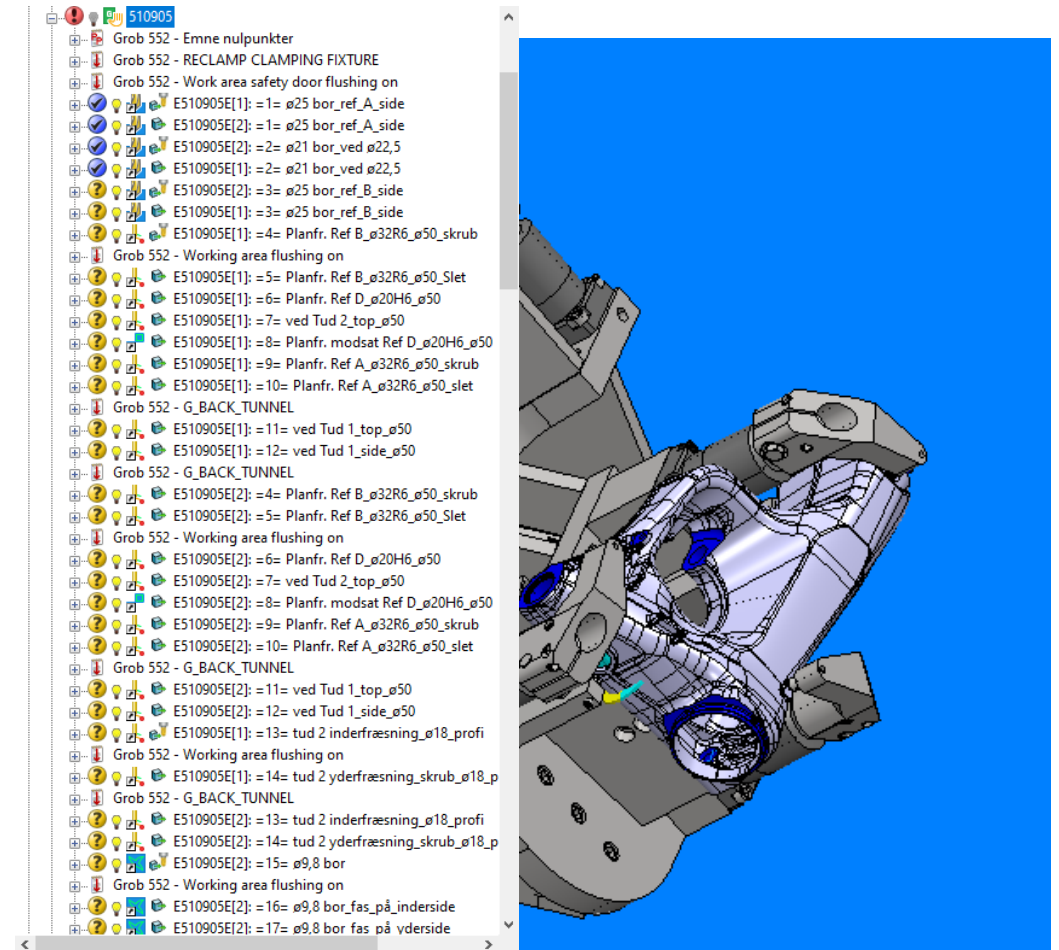 510905
Grob 552 - Emne nulpunkter
Grob 552 - RECLAMP CLAMPING FIXTURE
Grob 552 - Work area safety door flushing on
E510905E[1]: =1= ø25 bor_ref_A_side
E510905E[2]: =1= ø25 bor_ref_A_side
E510905E[2]: =2= ø21 bor_ved ø22,5
E510905E[1]: =2= ø21 bor_ved ø22,5
E510905E[2]: =3= ø25 bor_ref_B_side
E510905E[1]: =3= ø25 bor_ref_B_side
E510905E[1]: =4= Planfr. Ref B_ø32R6_ø50_skrub
Grob 552 - Working area flushing on
E510905E[1]: =5= Planfr. Ref B_ø32R6_ø50_Slet
E510905E[1]: =6= Planfr. Ref D_ø20H6_ø50
E510905E[1]: =7= ved Tud 2_top_ø50
E510905E[1]: =8= Planfr. modsat Ref D_ø20H6_ø50
E510905E[1]: =9= Planfr. Ref A_ø32R6_ø50_skrub
E510905E[1]: =10= Planfr. Ref A_ø32R6_ø50_slet
Grob 552 - G_BACK_TUNNEL
E510905E[1]: =11= ved Tud 1_top_ø50
E510905E[1]: =12= ved Tud 1_side_ø50
Grob 552 - G_BACK_TUNNEL
E510905E[2]: =4= Planfr. Ref B_ø32R6_ø50_skrub
E510905E[2]: =5= Planfr. Ref B_ø32R6_ø50_Slet
Grob 552 - Working area flushing on
E510905E[2]: =6= Planfr. Ref D_ø20H6_ø50
E510905E[2]: =7= ved Tud 2_top_ø50
E510905E[2]: =8= Planfr. modsat Ref D_ø20H6_ø50
E510905E[2]: =9= Planfr. Ref A_ø32R6_ø50_skrub
E510905E[2]: =10= Planfr. Ref A_ø32R6_ø50_slet
Grob 552 - G_BACK_TUNNEL
E510905E[2]: =11= ved Tud 1_top_ø50
E510905E[2]: =12= ved Tud 1_side_ø50
E510905E[1]: =13= tud 2 inderfræsning_ø18_profi
Grob 552 - Working area flushing on
E510905E[1]: =14= tud 2 yderfræsning_skrub_ø18_p
Grob 552 - G_BACK_TUNNEL
E510905E[2]: =13= tud 2 inderfræsning_ø18_profi
E510905E[2]: =14= tud 2 yderfræsning_skrub_ø18_p
E510905E[2]: =15= ø9,8 bor
Grob 552 - Working area flushing on
E510905E[2]: =16= ø9,8 bor_fas_på_inderside
E510905E[2]: =17= ø9,8 bor fas på yderside